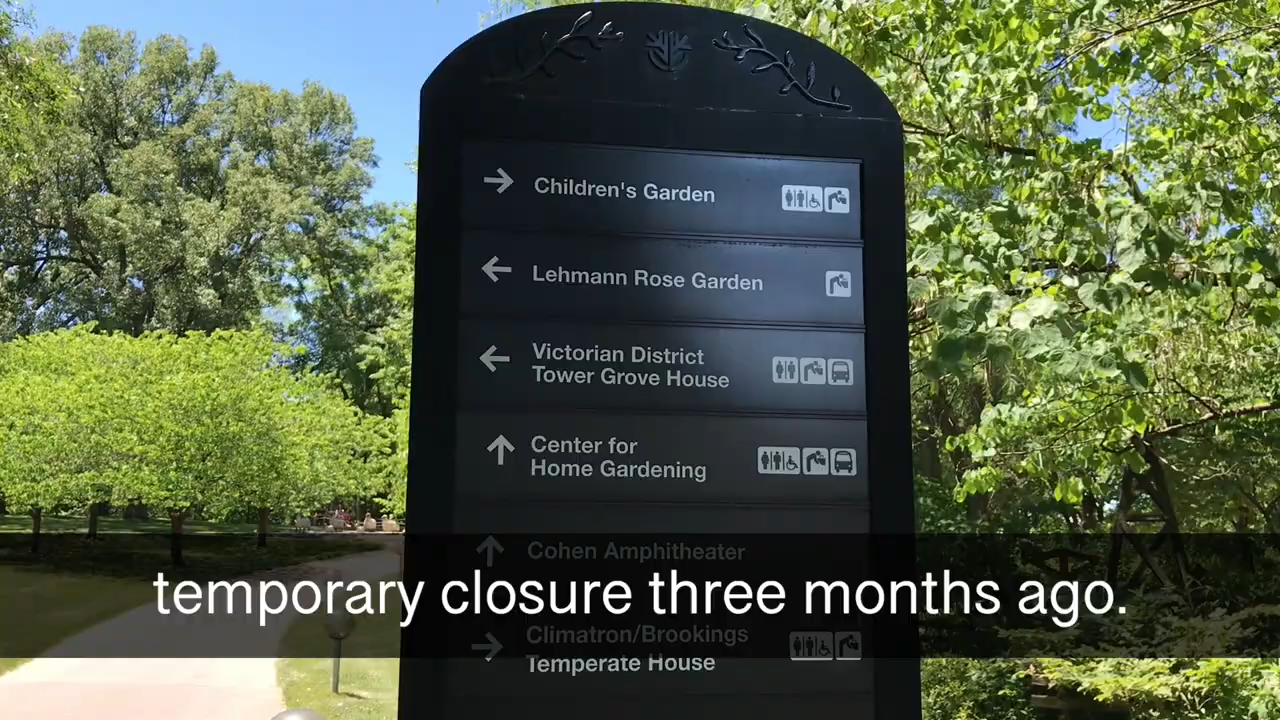 Children's Garden
Lehmann Rose Garden
Victorian District
Tower Grove House
Center for
Home Gardening
Cohen Amphitheater
temporary closure three months ago.
Climatron/Brookings
Temperate House